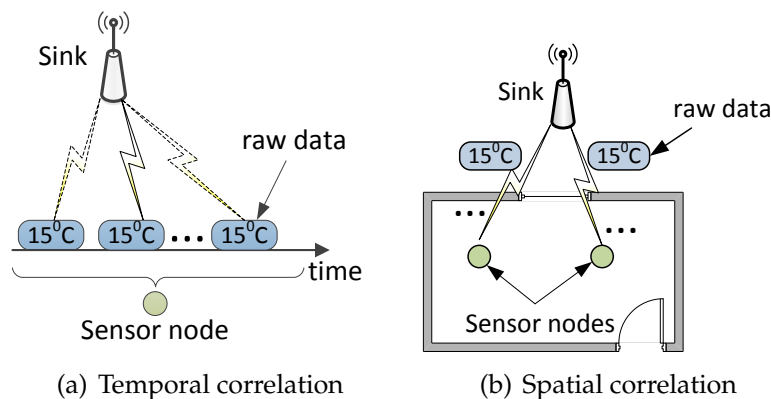 Sink
raw data
15⁰C 15⁰C ... 15⁰C
time
Sensor node
(a) Temporal correlation
Sink
raw data
15⁰C 15⁰C
...
...
Sensor nodes
(b) Spatial correlation